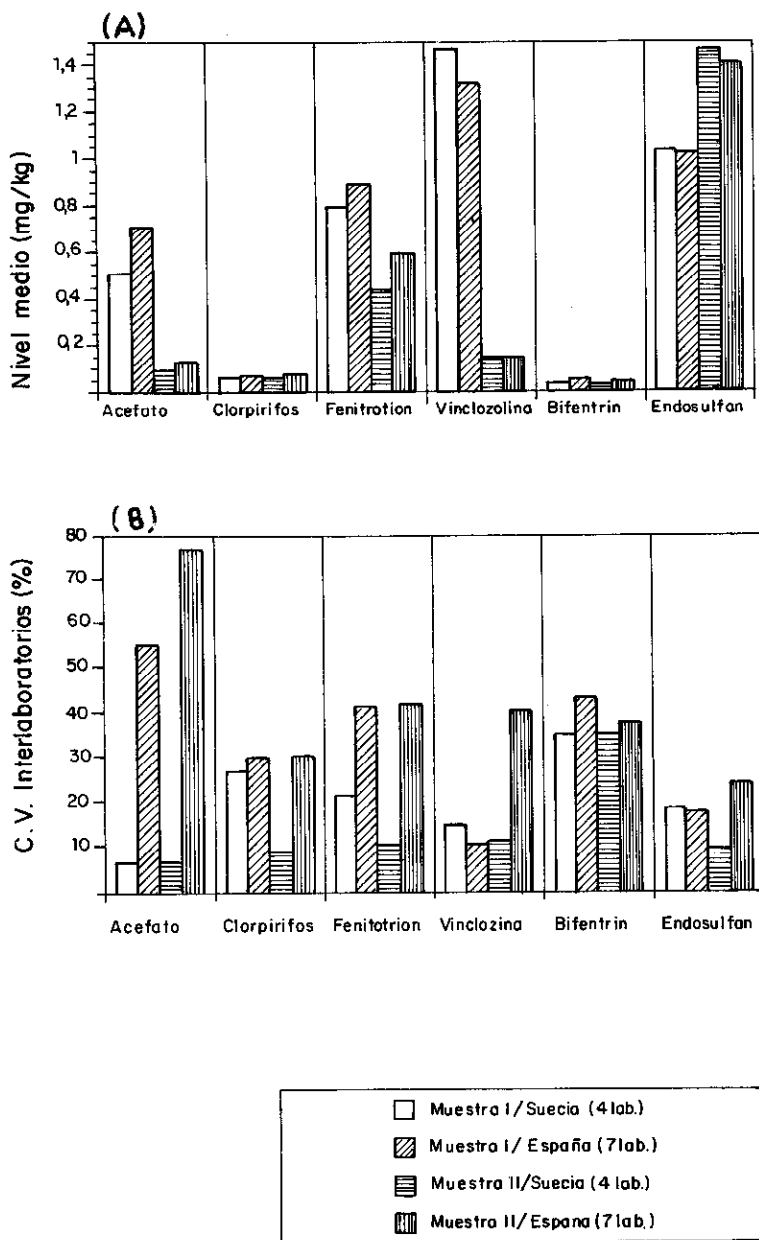 (A)
Nivel medio (mg/kg)
1,4
1,2
1
0,8
0,6
0,4
0,2
Acefato Clorpirifos Fenitrotion Vinclozolina Bifentrin Endosulfan
(B)
C.V. Interlaboratorios (%)
80
70
60
50
40
30
20
10
Acefato Clorpirifos Fenitotrion Vinclozina Bifentrin Endosulfan
Muestra I/Suecia (4 lab.)
Muestra I/España (7 lab.)
Muestra II/Suecia (4 lab.)
Muestra II/Espana (7 lab.)